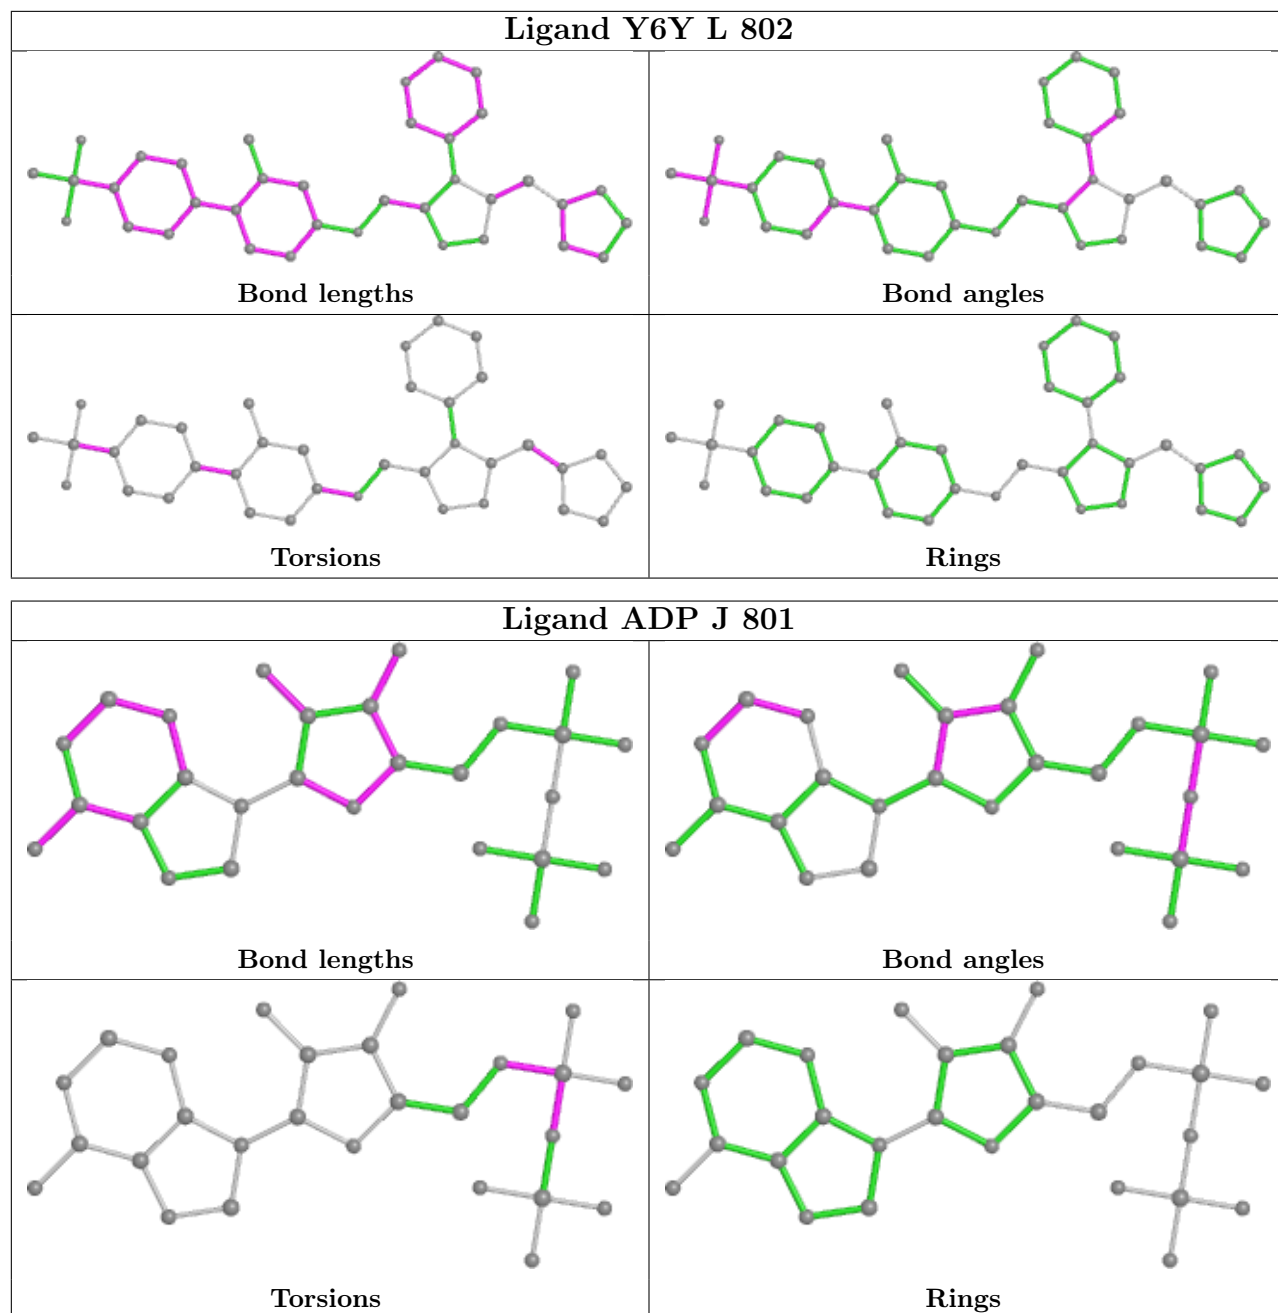 Ligand Y6Y L 802
Bond lengths
Bond angles
Torsions
Rings
Ligand ADP J 801
Bond lengths
Bond angles
Torsions
Rings